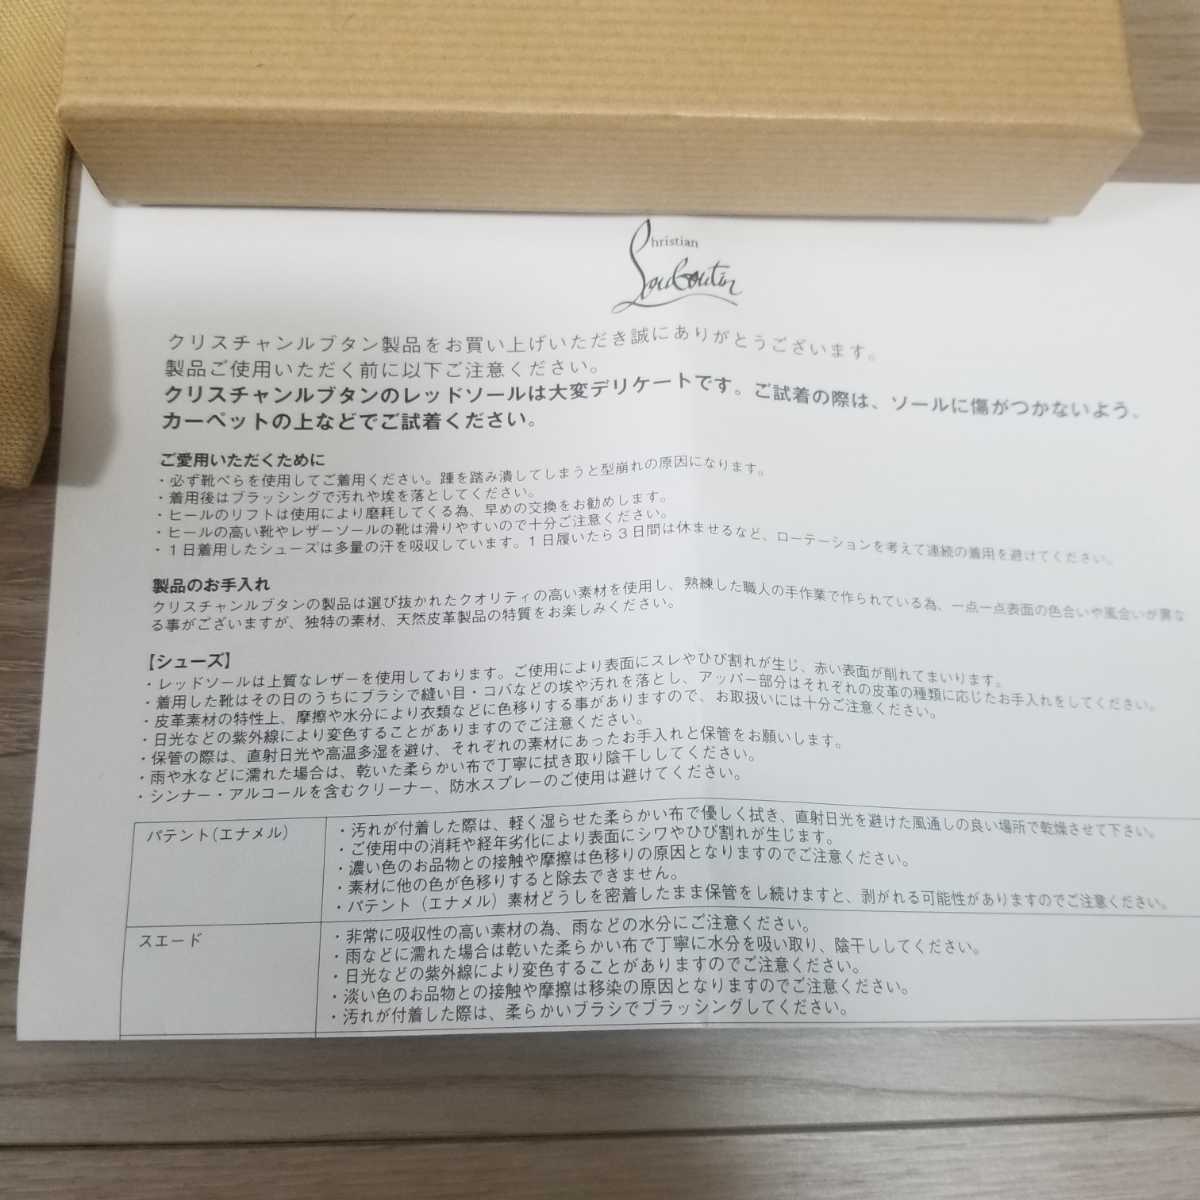 Christian
Louboutin
クリスチャンルブタン製品をお買い上げいただき誠にありがとうございます。
製品ご使用いただく前に以下ご注意ください。
クリスチャンルブタンのレッドソールは大変デリケートです。ご試着の際は、ソールに傷がつかないよう、
カーペットの上などでご試着ください。
ご愛用いただくために
・必ず靴べらを使用してご着用ください。踵を踏み潰してしまうと型崩れの原因になります。
・着用後はブラッシングで汚れや埃を落としてください。
・ヒールのリフトは使用により磨耗してくる為、早めの交換をお勧めします。
・ヒールの高い靴やレザーソールの靴は滑りやすいので十分ご注意ください。
・1日着用したシューズは多量の汗を吸収しています。1日履いたら3日間は休ませるなど、ローテーションを考えて連続の着用を避けてください。
製品のお手入れ
クリスチャンルブタンの製品は選び抜かれたクオリティの高い素材を使用し、熟練した職人の手作業で作られている為、一点一点表面の色合いや風合いが異な
る事がございますが、独特の素材、天然皮革製品の特質をお楽しみください。
【シューズ】
・レッドソールは上質なレザーを使用しております。ご使用により表面にスレやひび割れが生じ、赤い表面が削れてまいります。
・着用した靴はその日のうちにブラシで縫い目・コバなどの埃や汚れを落とし、アッパー部分はそれぞれの皮革の種類に応じたお手入れをしてください。
・皮革素材の特性上、摩擦や水分により衣類などに色移りする事がありますので、お取扱いには十分ご注意ください。
・日光などの紫外線により変色することがありますのでご注意ください。
・保管の際は、直射日光や高温多湿を避け、それぞれの素材にあったお手入れと保管をお願いします。
・雨や水などに濡れた場合は、乾いた柔らかい布で丁寧に拭き取り陰干ししてください。
・シンナー・アルコールを含むクリーナー、防水スプレーのご使用は避けてください。
パテント(エナメル)
・汚れが付着した際は、軽く湿らせた柔らかい布で優しく拭き、直射日光を避けた風通しの良い場所で乾燥させて下さい。
・ご使用中の消耗や経年劣化により表面にシワやひび割れが生じます。
・濃い色のお品物との接触や摩擦は色移りの原因となりますのでご注意ください。
・素材に他の色が色移りすると除去できません。
・パテント（エナメル）素材どうしを密着したまま保管をし続けますと、剥がれる可能性がありますのでご注意ください。
スエード
・非常に吸収性の高い素材の為、雨などの水分にご注意ください。
・雨などに濡れた場合は乾いた柔らかい布で丁寧に水分を吸い取り、陰干ししてください。
・日光などの紫外線により変色することがありますのでご注意ください。
・淡い色のお品物との接触や摩擦は移染の原因となりますのでご注意ください。
・汚れが付着した際は、柔らかいブラシでブラッシングしてください。